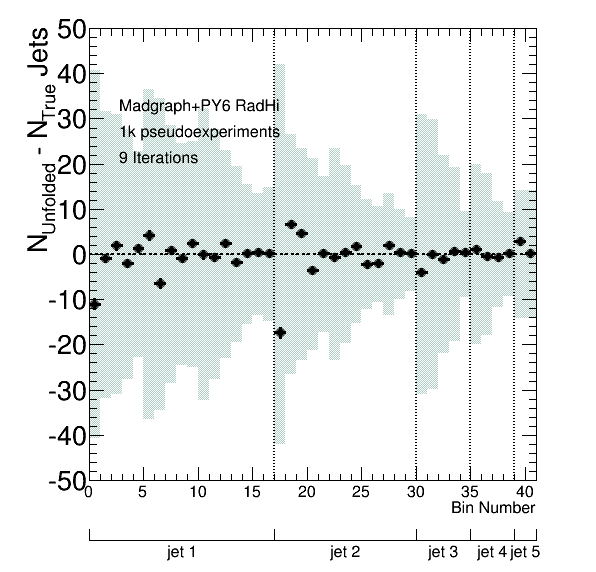 N_Unfolded - N_True Jets
50
40
30
20
10
0
-10
-20
-30
-40
-50
Madgraph+PY6 RadHi
1k pseudoexperiments
9 Iterations
0 5 10 15 20 25 30 35 40
Bin Number
jet 1 jet 2 jet 3 jet 4 jet 5